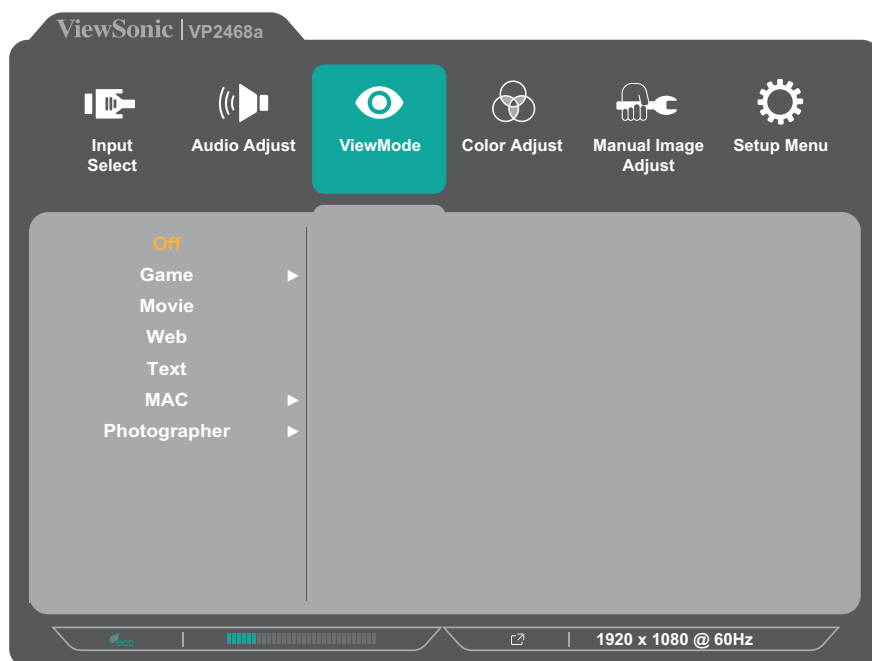 ViewSonic | VP2468a
Input Select
Audio Adjust
ViewMode
Color Adjust
Manual Image Adjust
Setup Menu
Off
Game ▶
Movie
Web
Text
MAC ▶
Photographer ▶
eco | 1920 x 1080 @ 60Hz